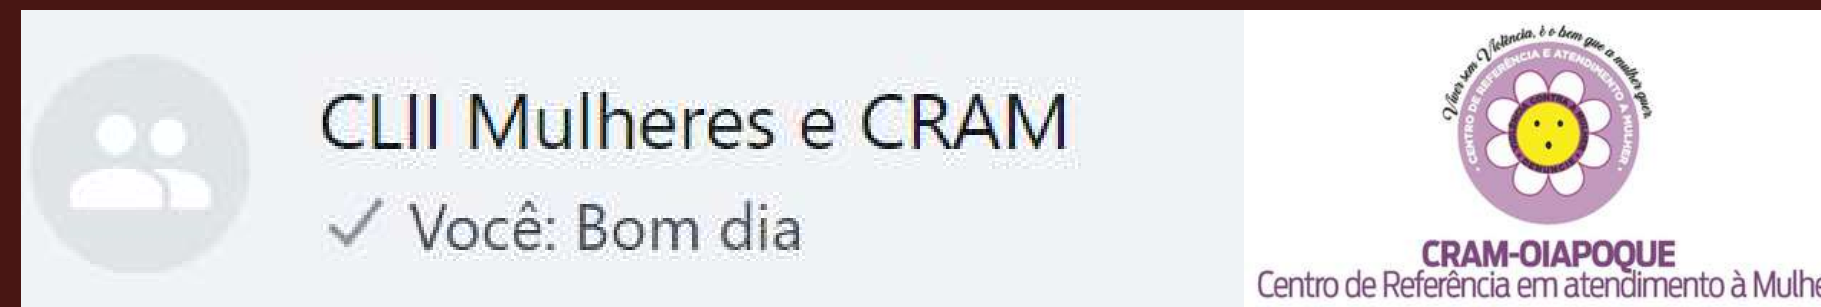 CLII Mulheres e CRAM
Você: Bom dia
Viver sem Violência, é o bem que a mulher quer
CENTRO DE REFERÊNCIA E ATENDIMENTO À MULHER
CRAM-OIAPOQUE
Centro de Referência em atendimento à Mulhe